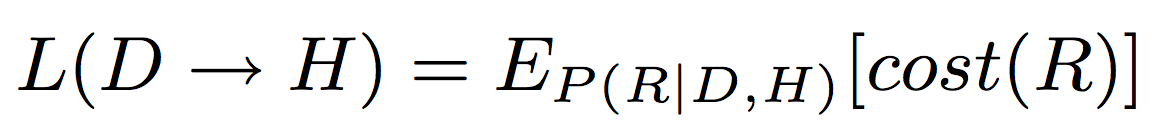 L(D → H) = E_{P(R|D,H)}[cost(R)]